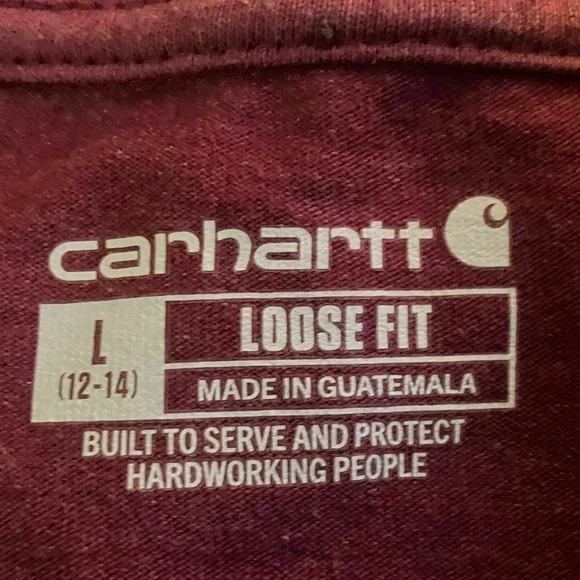 carhartt
L
(12-14)
LOOSE FIT
MADE IN GUATEMALA
BUILT TO SERVE AND PROTECT
HARDWORKING PEOPLE